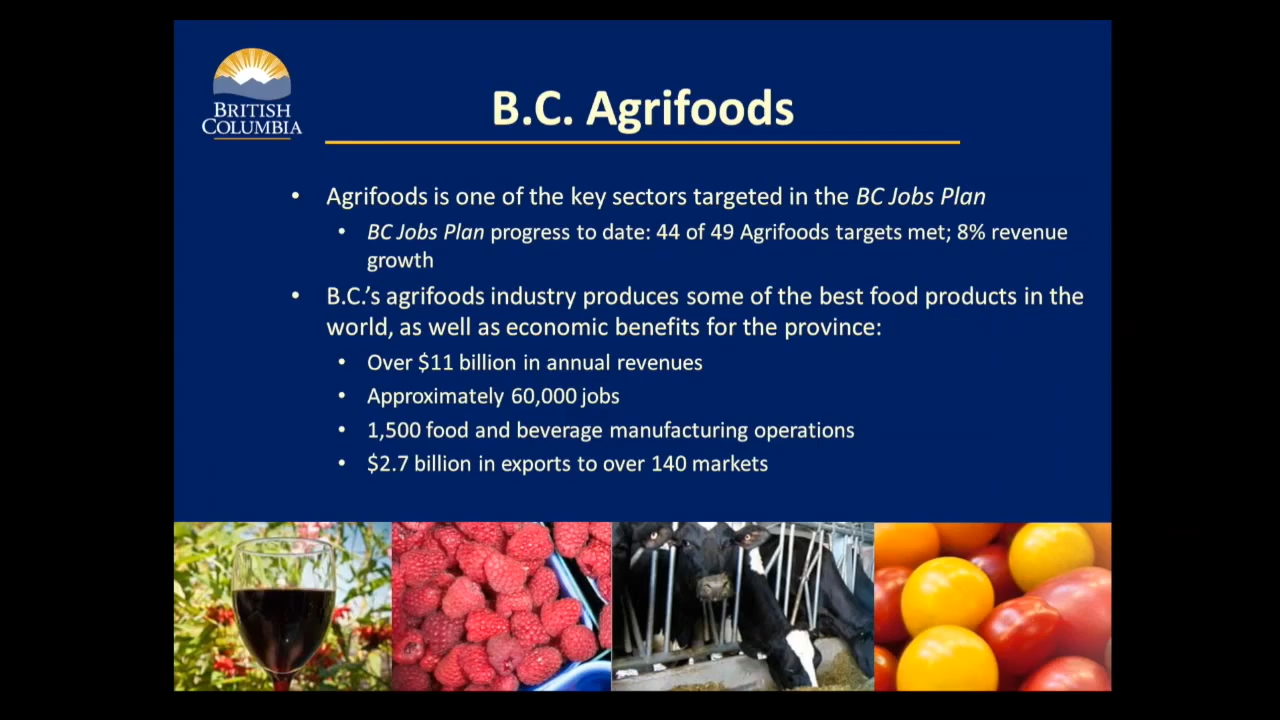 BRITISH
COLUMBIA
B.C. Agrifoods
• Agrifoods is one of the key sectors targeted in the BC Jobs Plan
• BC Jobs Plan progress to date: 44 of 49 Agrifoods targets met; 8% revenue
growth
• B.C.'s agrifoods industry produces some of the best food products in the
world, as well as economic benefits for the province:
• Over $11 billion in annual revenues
• Approximately 60,000 jobs
• 1,500 food and beverage manufacturing operations
• $2.7 billion in exports to over 140 markets